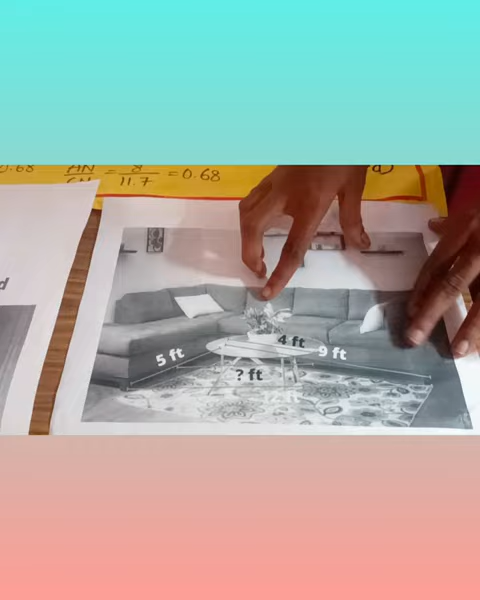 0.68
AN/CN = 8/11.7 = 0.68
d
5 ft
4 ft
9 ft
? ft
12 ft